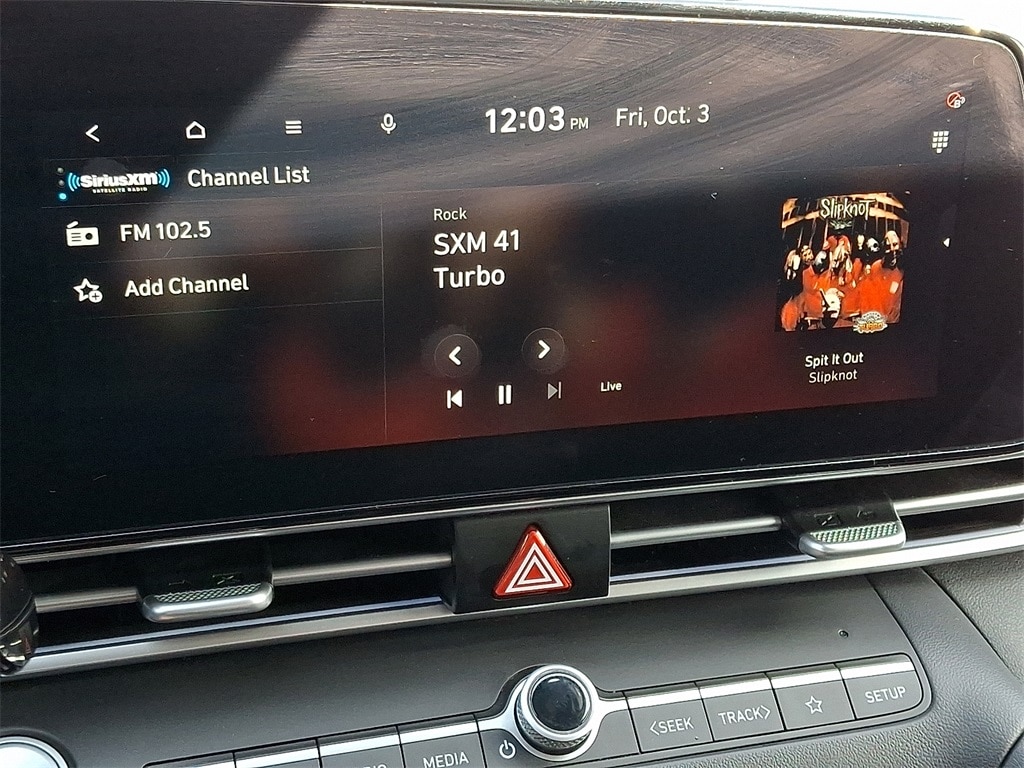 12:03 PM Fri, Oct. 3
SiriusXM
SATELLITE RADIO
Channel List
FM 102.5
Add Channel
Rock
SXM 41
Turbo
Live
Slipknot
Spit It Out
Slipknot
MEDIA
<SEEK
TRACK>
SETUP